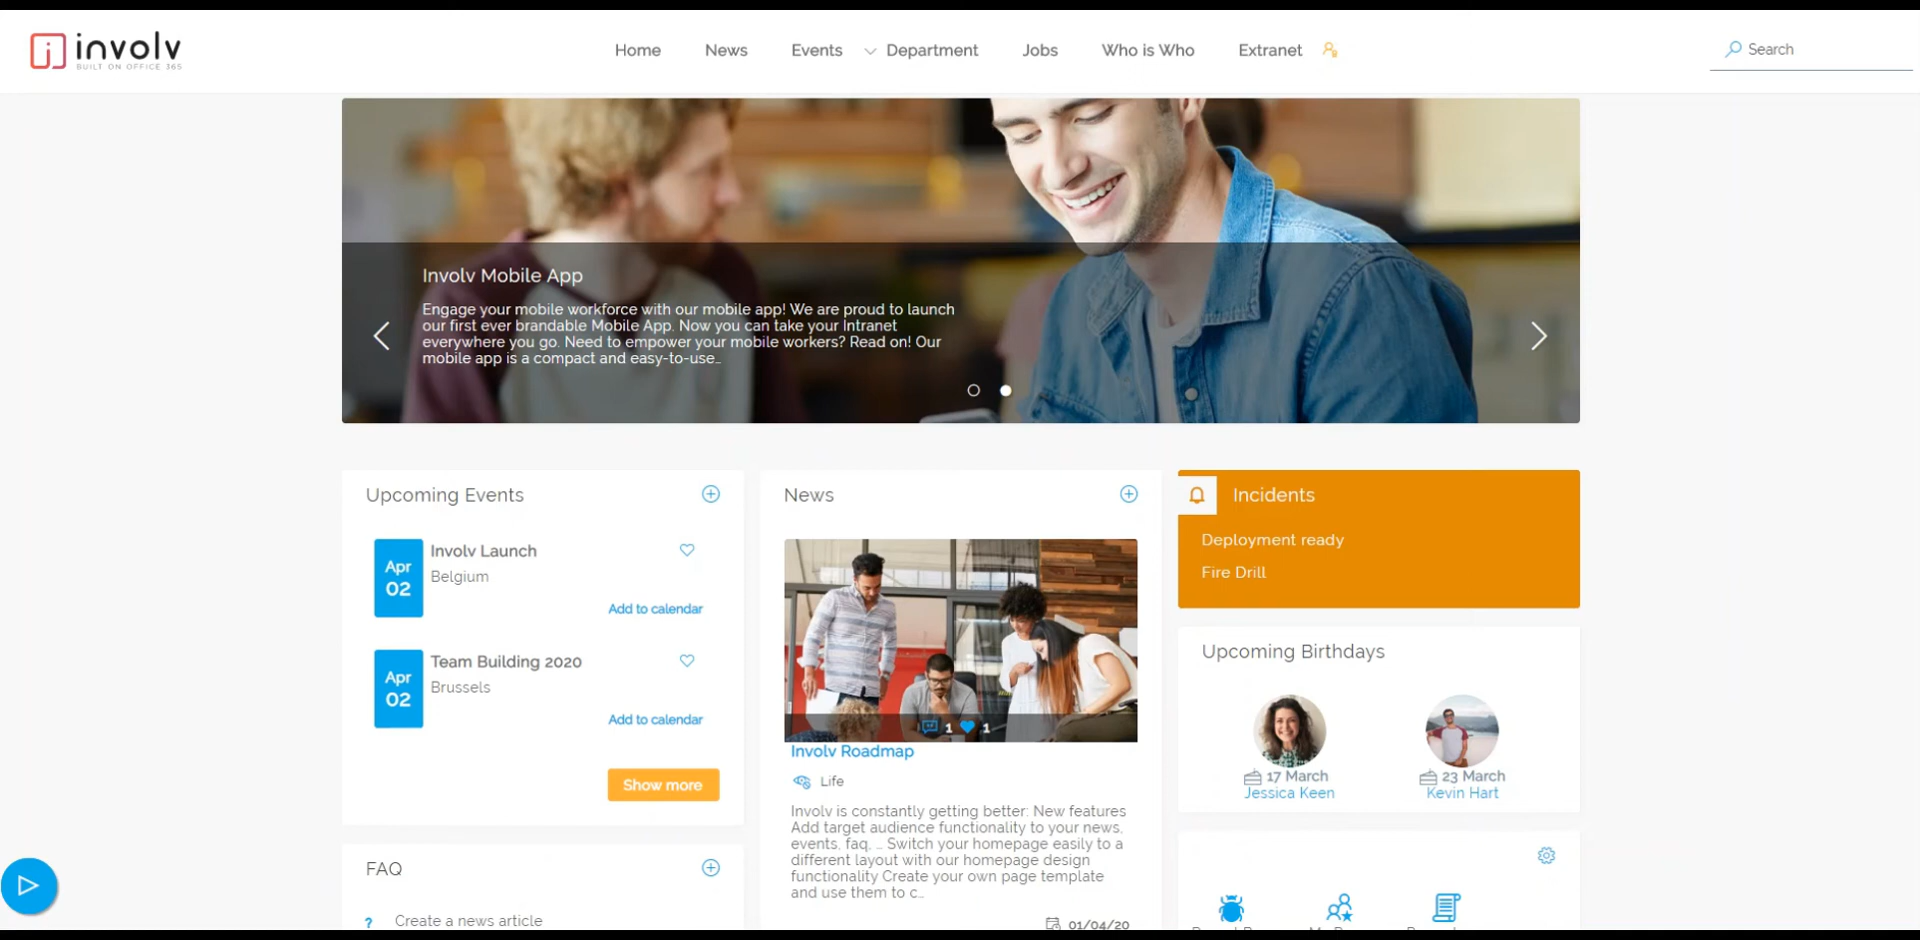 involv
BUILT ON OFFICE 365
Home
News
Events
Department
Jobs
Who is Who
Extranet
Search
Involv Mobile App
Engage your mobile workforce with our mobile app! We are proud to launch
our first ever brandable Mobile App. Now you can take your Intranet
everywhere you go. Need to empower your mobile workers? Read on! Our
mobile app is a compact and easy-to-use...
Upcoming Events
Apr
02
Involv Launch
Belgium
Add to calendar
Apr
02
Team Building 2020
Brussels
Add to calendar
Show more
FAQ
? Create a news article
News
1 1
Involv Roadmap
Life
Involv is constantly getting better: New features
Add target audience functionality to your news,
events, faq, ... Switch your homepage easily to a
different layout with our homepage design
functionality Create your own page template
and use them to c...
01/04/20
Incidents
Deployment ready
Fire Drill
Upcoming Birthdays
17 March
Jessica Keen
23 March
Kevin Hart